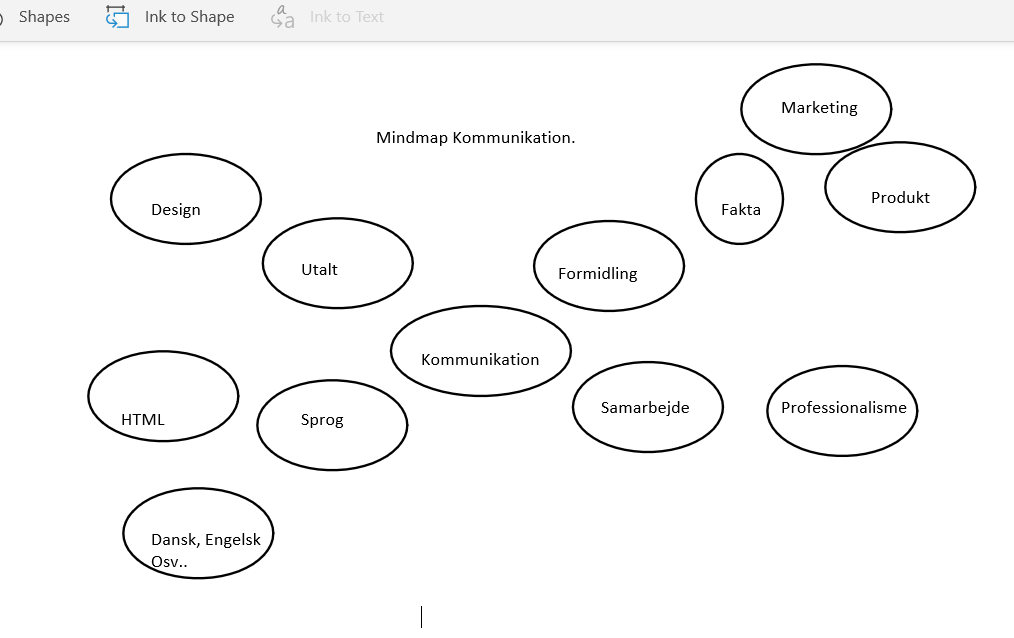 Shapes
Ink to Shape
Ink to Text
Marketing
Mindmap Kommunikation.
Produkt
Design
Fakta
Utalt
Formidling
Kommunikation
Samarbejde
Professionalisme
HTML
Sprog
Dansk, Engelsk
Osv..